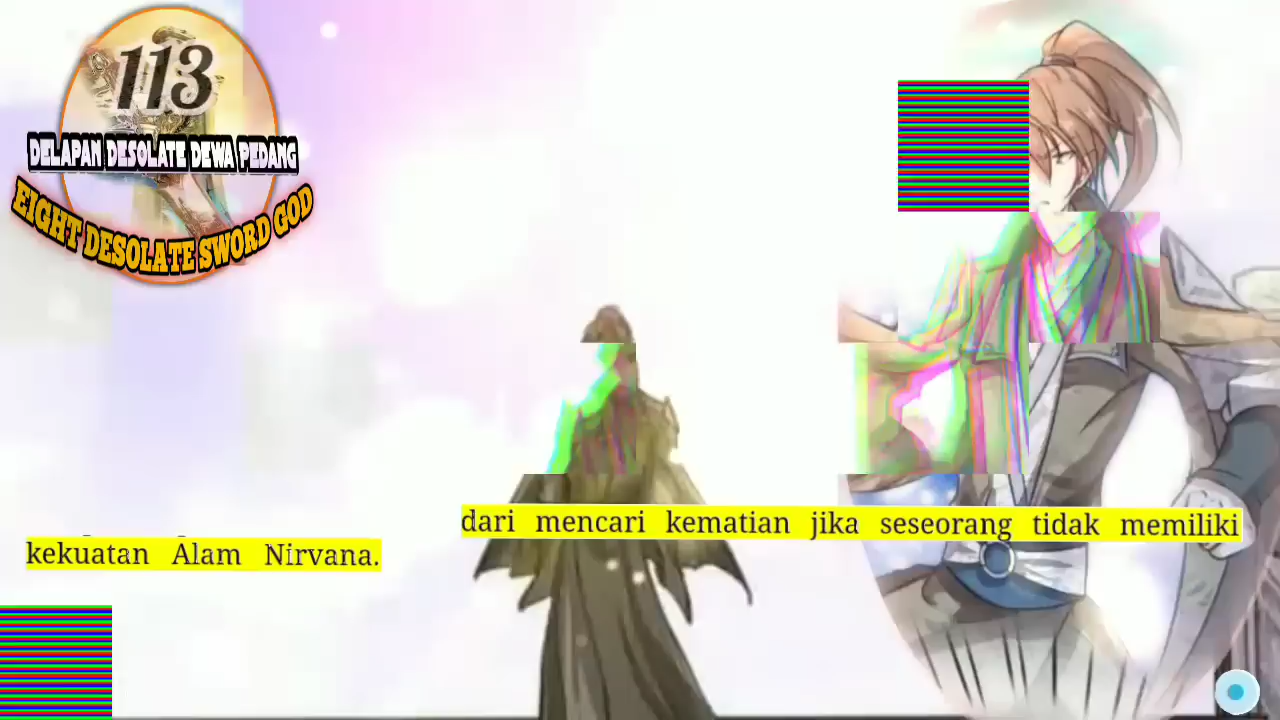 113
DELAPAN DESOLATE DEWA PEDANG
EIGHT DESOLATE SWORD GOD
dari mencari kematian jika seseorang tidak memiliki
kekuatan Alam Nirvana.